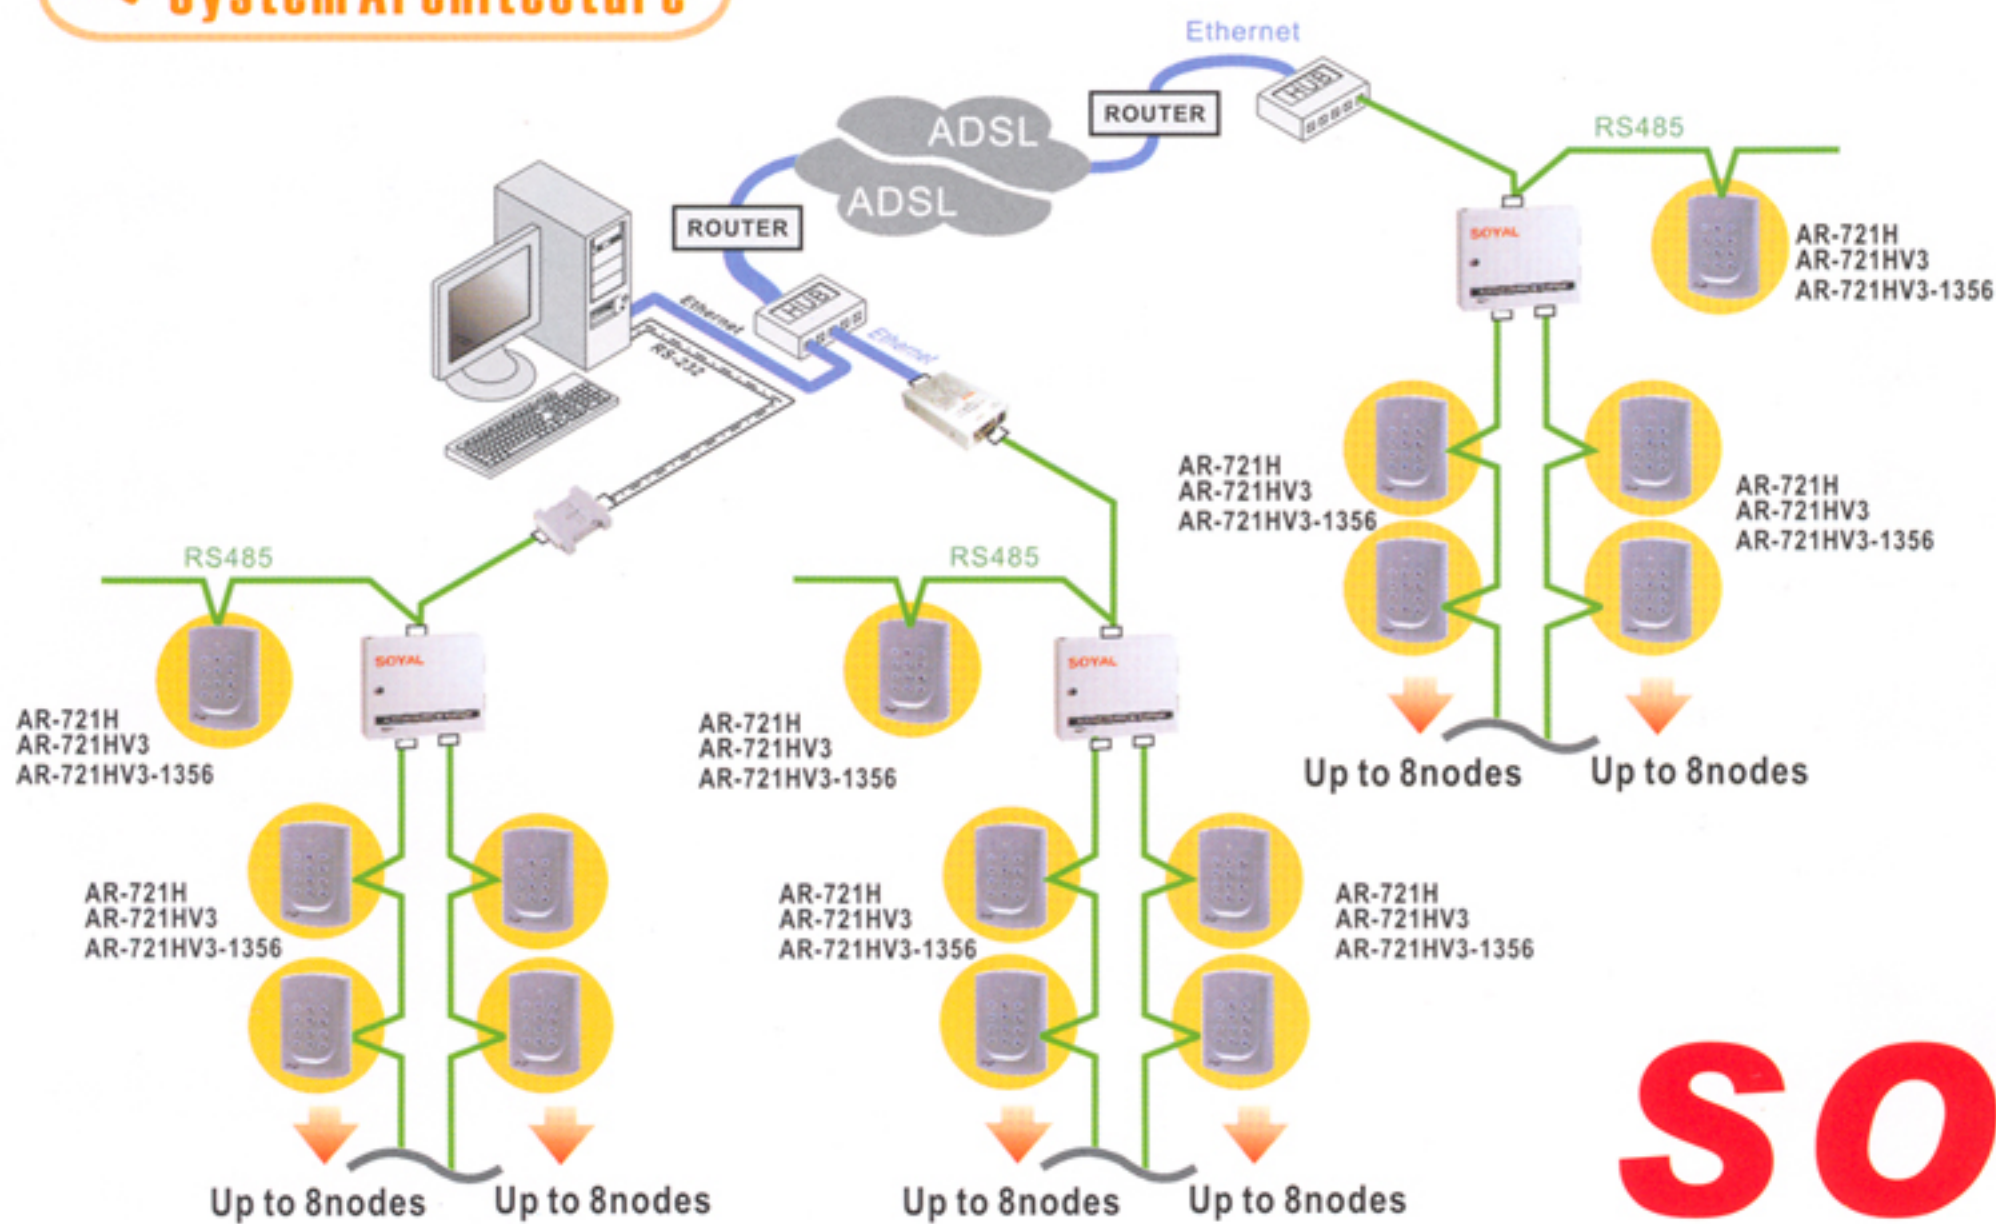 System Architecture
Ethernet
HUB
ROUTER
ADSL
ADSL
RS485
ROUTER
SOYAL
AR-721H
AR-721HV3
AR-721HV3-1356
HUB
Ethernet
Ethernet
RS-232
AR-721H
AR-721HV3
AR-721HV3-1356
AR-721H
AR-721HV3
AR-721HV3-1356
RS485
RS485
SOYAL
SOYAL
AR-721H
AR-721HV3
AR-721HV3-1356
AR-721H
AR-721HV3
AR-721HV3-1356
Up to 8nodes
Up to 8nodes
AR-721H
AR-721HV3
AR-721HV3-1356
AR-721H
AR-721HV3
AR-721HV3-1356
AR-721H
AR-721HV3
AR-721HV3-1356
SO
Up to 8nodes
Up to 8nodes
Up to 8nodes
Up to 8nodes